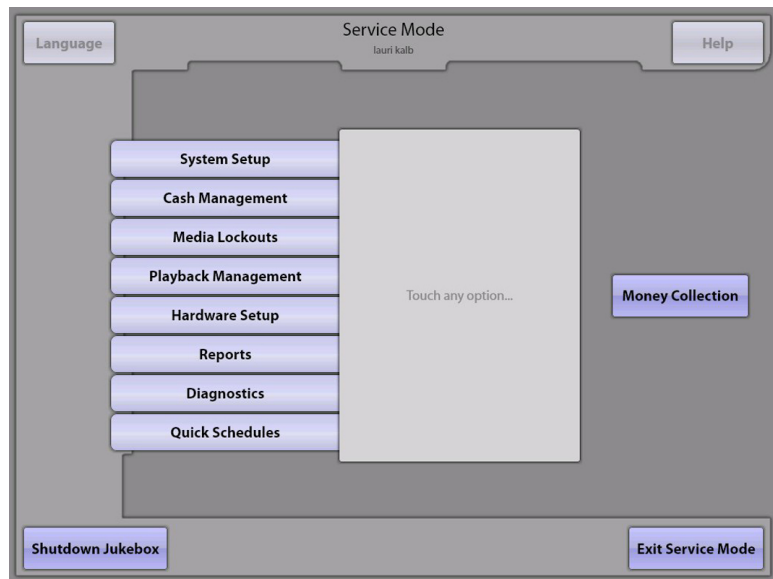 Language
Service Mode
lauri kalb
Help
System Setup
Cash Management
Media Lockouts
Playback Management
Hardware Setup
Reports
Diagnostics
Quick Schedules
Touch any option...
Money Collection
Shutdown Jukebox
Exit Service Mode